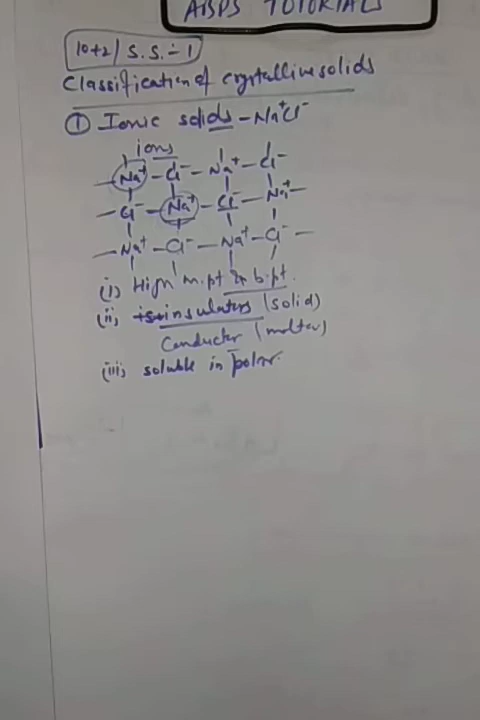 AISPS TUTORIALS
10+2/ S.S.-1
Classification of crystalline solids
① Ionic solids - Na⁺Cl⁻
ions
Na⁺ - Cl⁻ - Na⁺ - Cl⁻
Cl⁻ - Na⁺ - Cl⁻ - Na⁺
Na⁺ - Cl⁻ - Na⁺ - Cl⁻
(i) High m.pt & b.pt.
(ii) insulators (solid)
Conductor (molten)
(iii) soluble in polar.